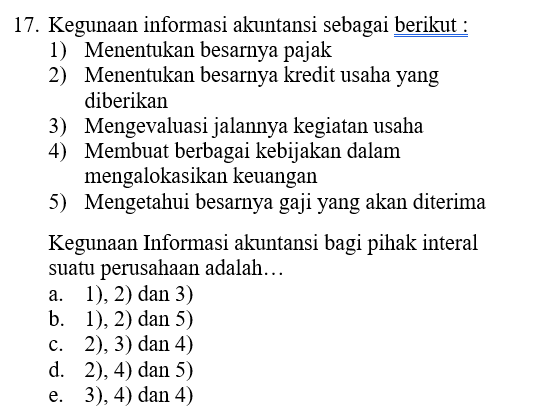 17. Kegunaan informasi akuntansi sebagai berikut :
1) Menentukan besarnya pajak
2) Menentukan besarnya kredit usaha yang
diberikan
3) Mengevaluasi jalannya kegiatan usaha
4) Membuat berbagai kebijakan dalam
mengalokasikan keuangan
5) Mengetahui besarnya gaji yang akan diterima
Kegunaan Informasi akuntansi bagi pihak interal
suatu perusahaan adalah…
a. 1), 2) dan 3)
b. 1), 2) dan 5)
c. 2), 3) dan 4)
d. 2), 4) dan 5)
e. 3), 4) dan 4)